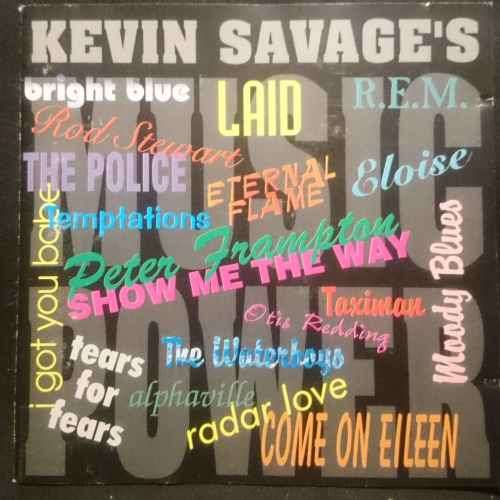 KEVIN SAVAGE'S
MUSIC
POWER
bright blue
LAID
R.E.M.
Rod Stewart
THE POLICE
ETERNAL
FLAME
Eloise
i got you babe
Temptations
Peter Frampton
SHOW ME THE WAY
Moody Blues
Taximan
Otis Redding
tears
for
fears
The Waterboys
alphaville
radar love
COME ON EILEEN